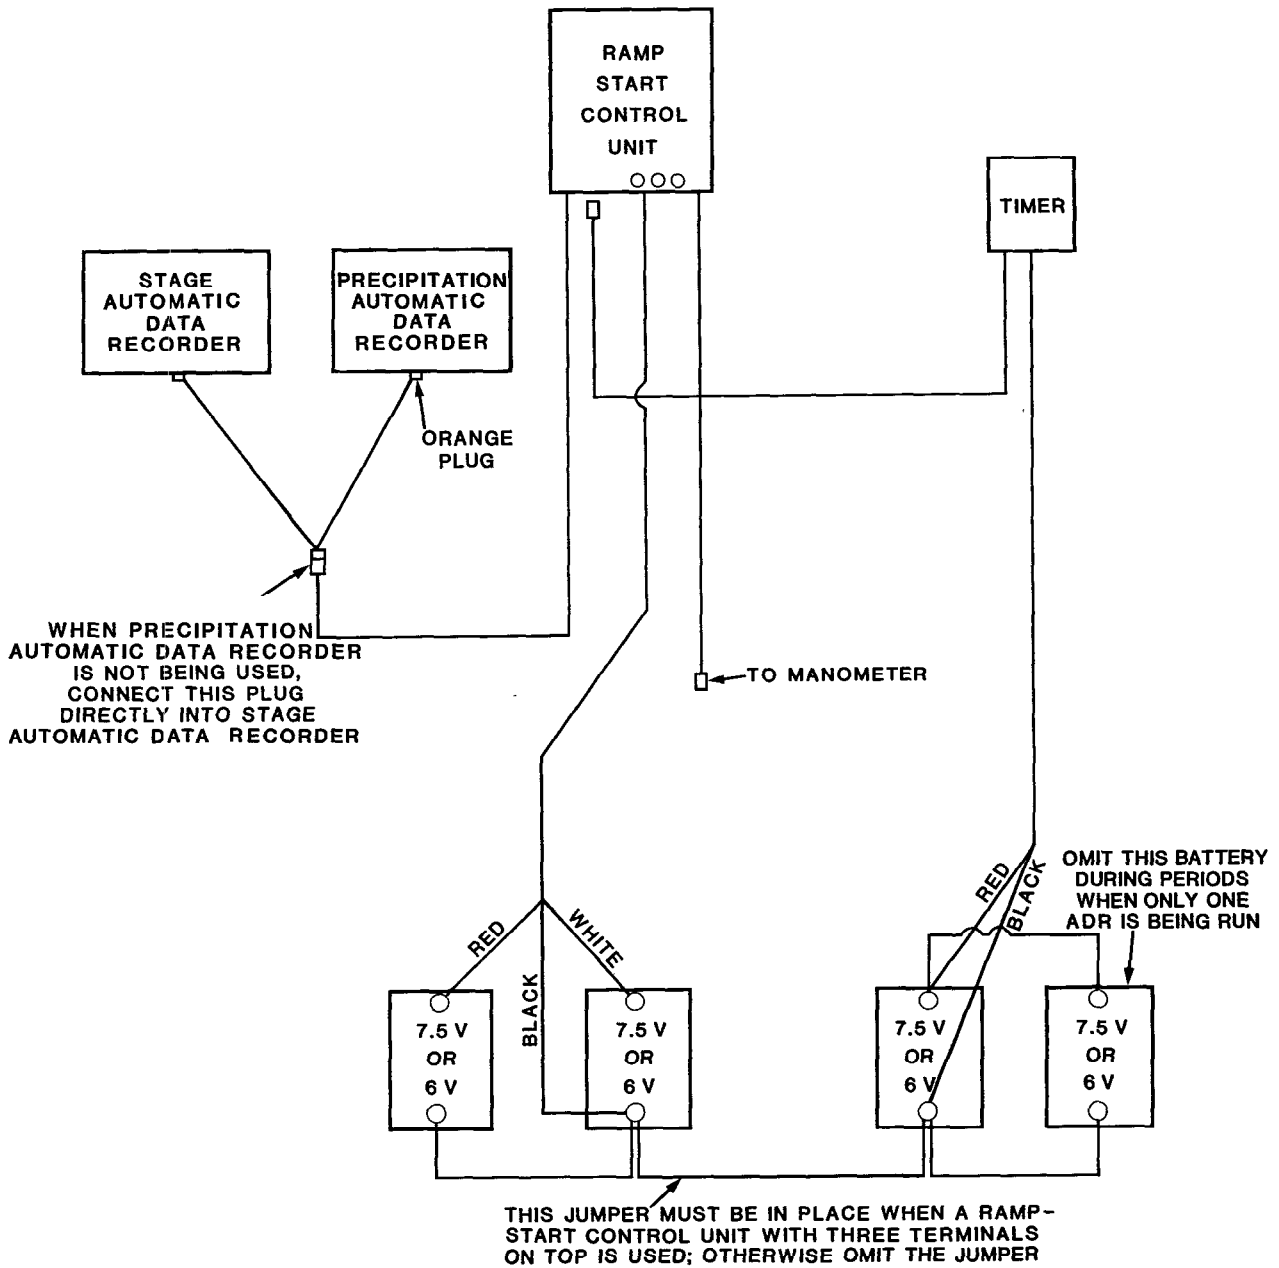 RAMP
START
CONTROL
UNIT
TIMER
STAGE
AUTOMATIC
DATA
RECORDER
PRECIPITATION
AUTOMATIC
DATA
RECORDER
ORANGE
PLUG
WHEN PRECIPITATION
AUTOMATIC DATA RECORDER
IS NOT BEING USED,
CONNECT THIS PLUG
DIRECTLY INTO STAGE
AUTOMATIC DATA RECORDER
TO MANOMETER
RED
WHITE
BLACK
RED
BLACK
OMIT THIS BATTERY
DURING PERIODS
WHEN ONLY ONE
ADR IS BEING RUN
7.5 V
OR
6 V
7.5 V
OR
6 V
7.5 V
OR
6 V
7.5 V
OR
6 V
THIS JUMPER MUST BE IN PLACE WHEN A RAMP-
START CONTROL UNIT WITH THREE TERMINALS
ON TOP IS USED; OTHERWISE OMIT THE JUMPER